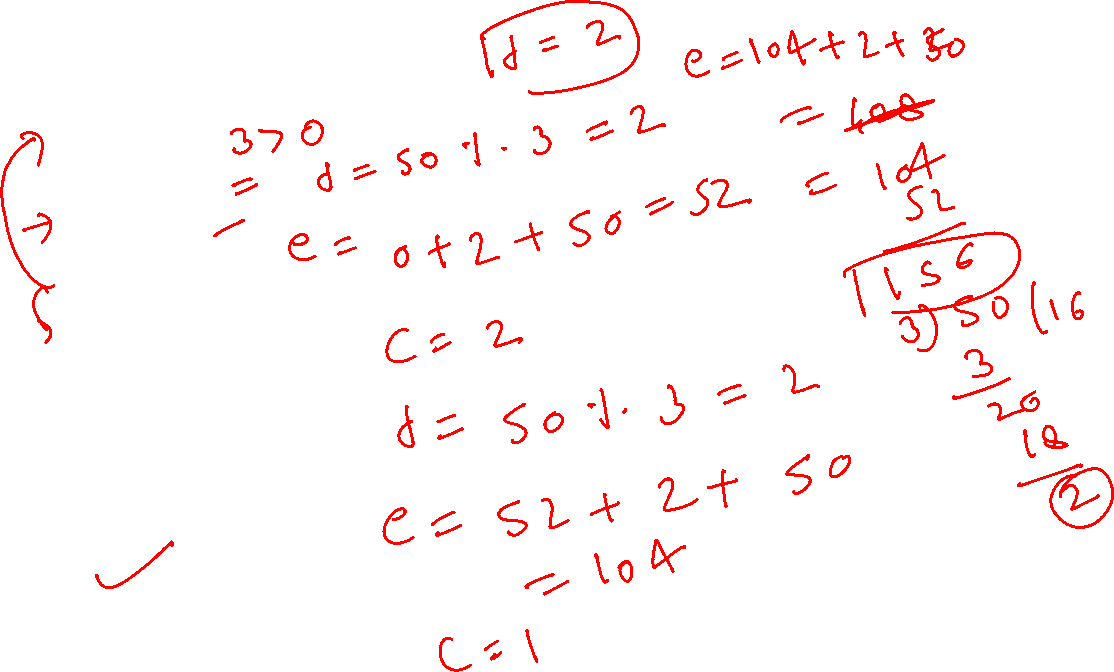 d = 2
e = 104 + 2 + 50
3 > 0
= d = 50 % 3 = 2
= 108
e = 0 + 2 + 50 = 52
= 104
52
156
C = 2
3) 50 (16
3
20
18
2
d = 50 % 3 = 2
e = 52 + 2 + 50
= 104
C = 1